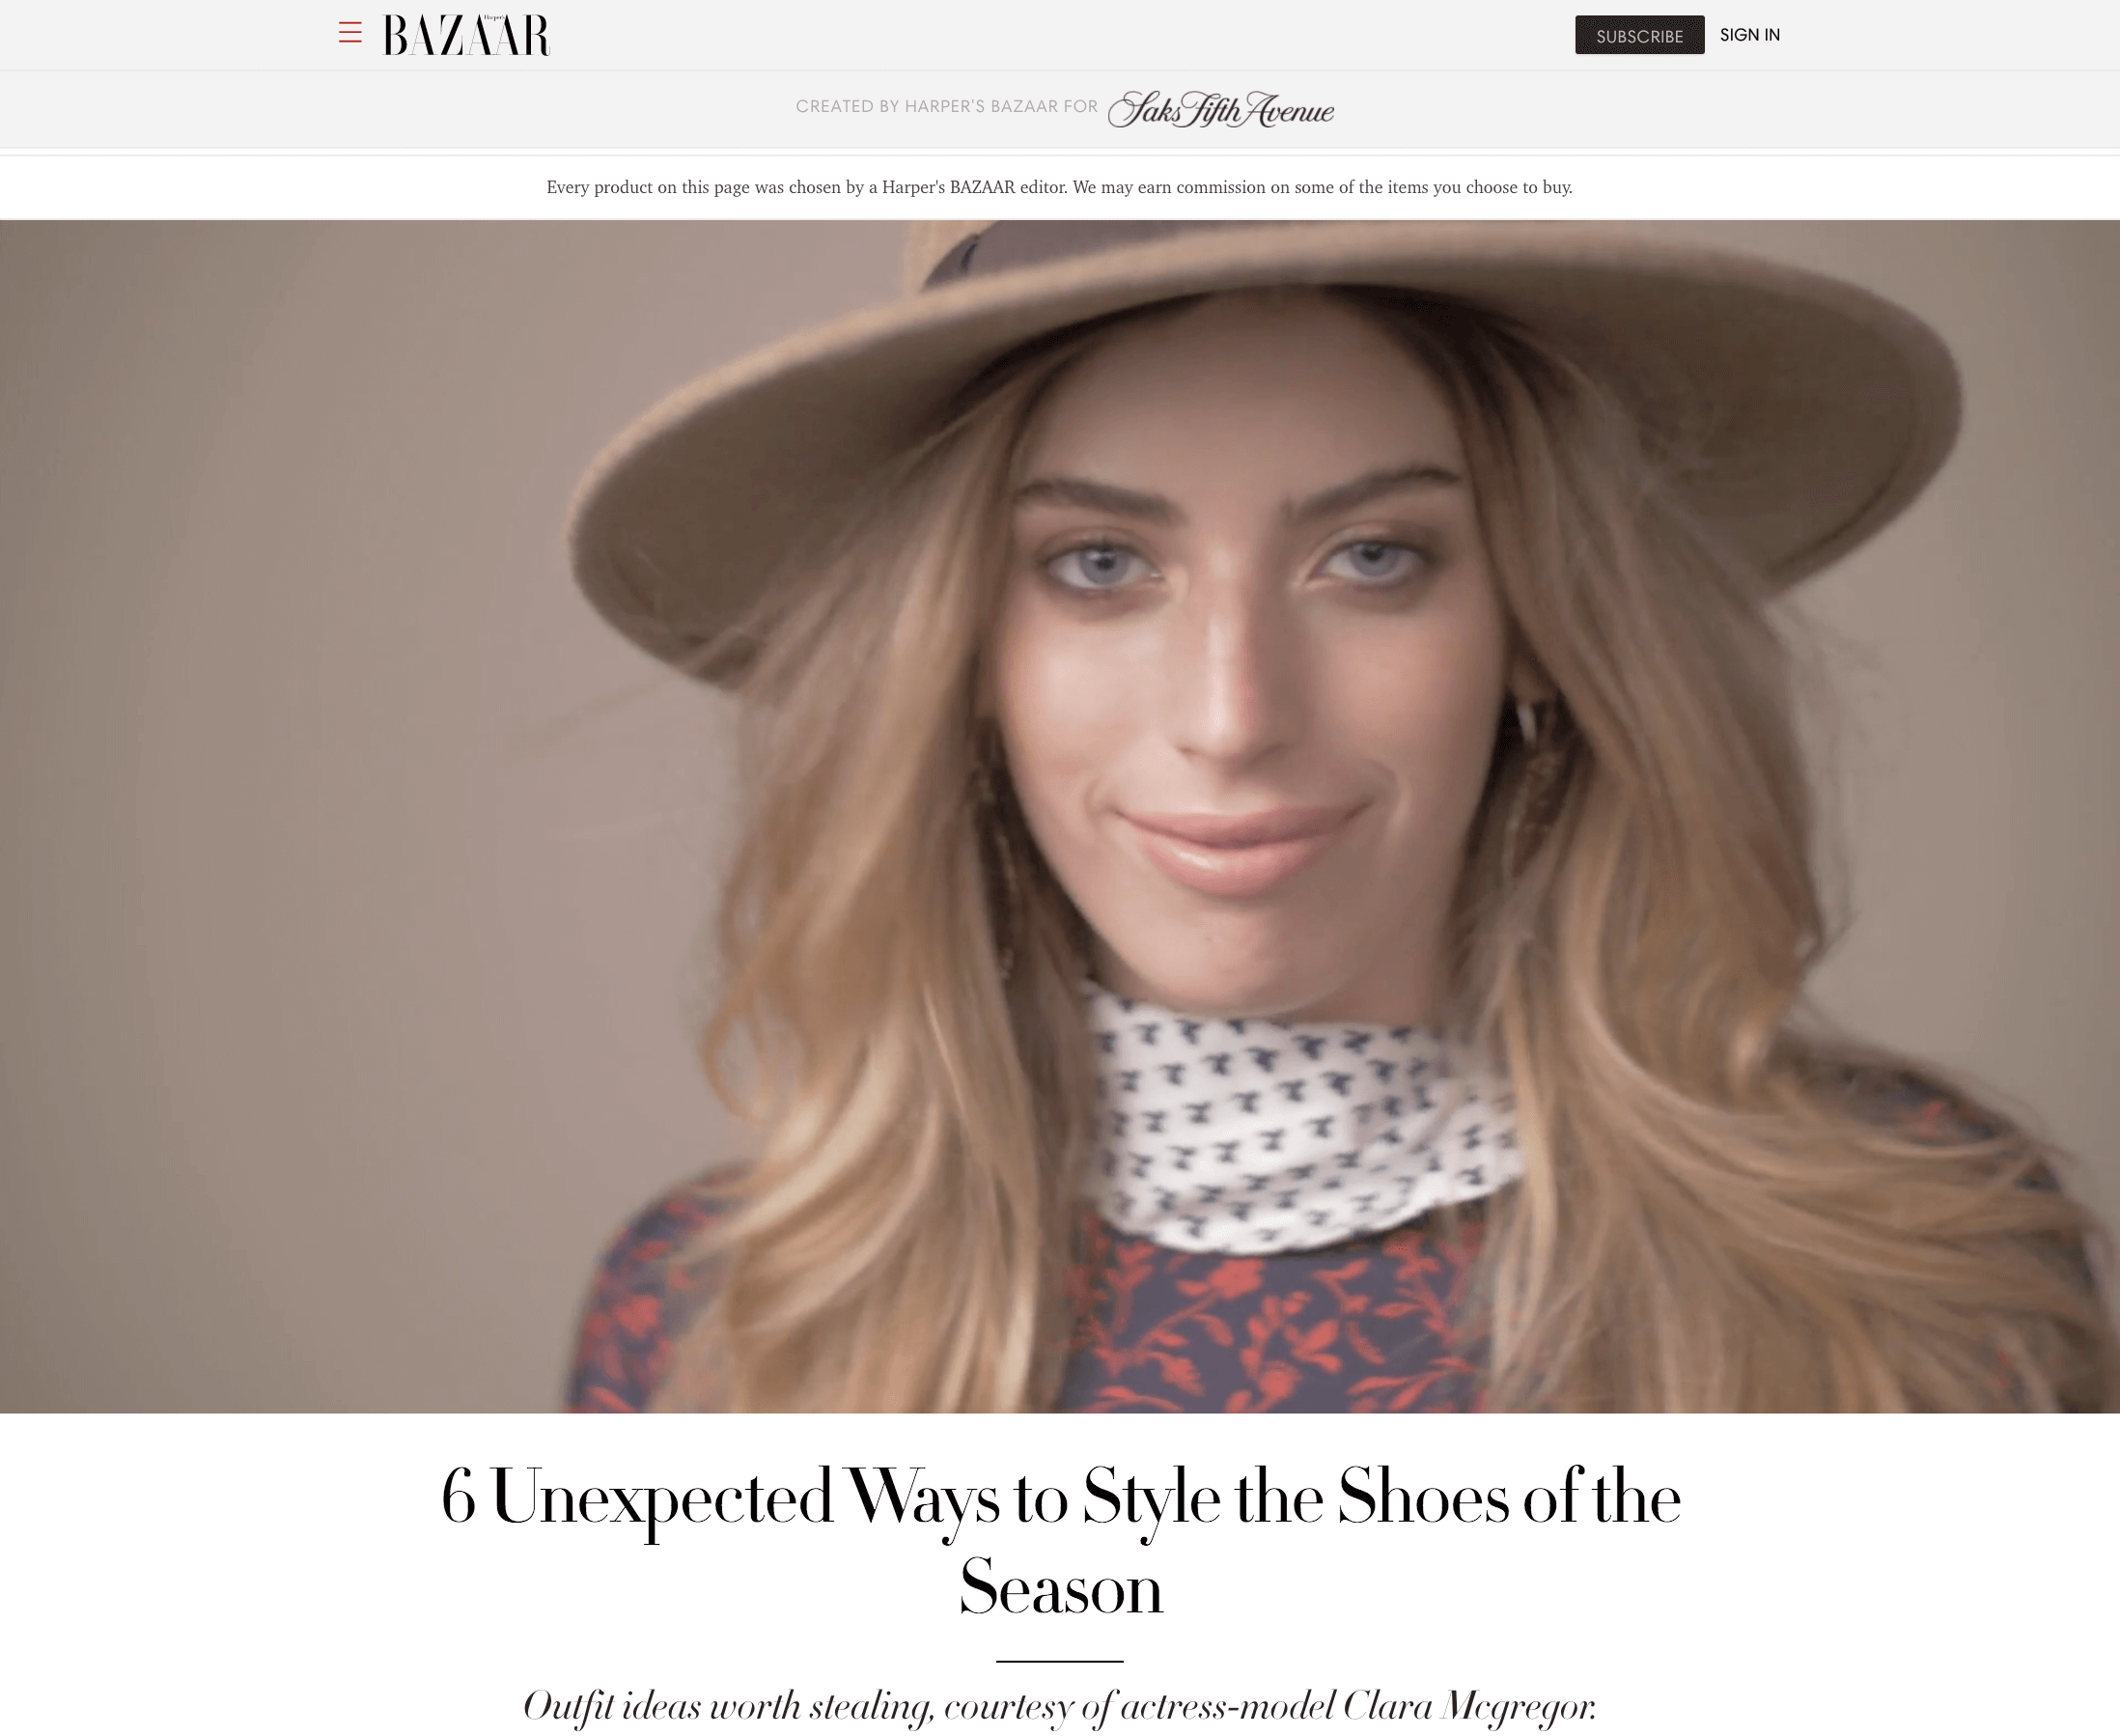 Harper's
BAZAAR
SUBSCRIBE
SIGN IN
CREATED BY HARPER'S BAZAAR FOR
Saks Fifth Avenue
Every product on this page was chosen by a Harper's BAZAAR editor. We may earn commission on some of the items you choose to buy.
6 Unexpected Ways to Style the Shoes of the
Season
Outfit ideas worth stealing, courtesy of actress-model Clara Mcgregor.